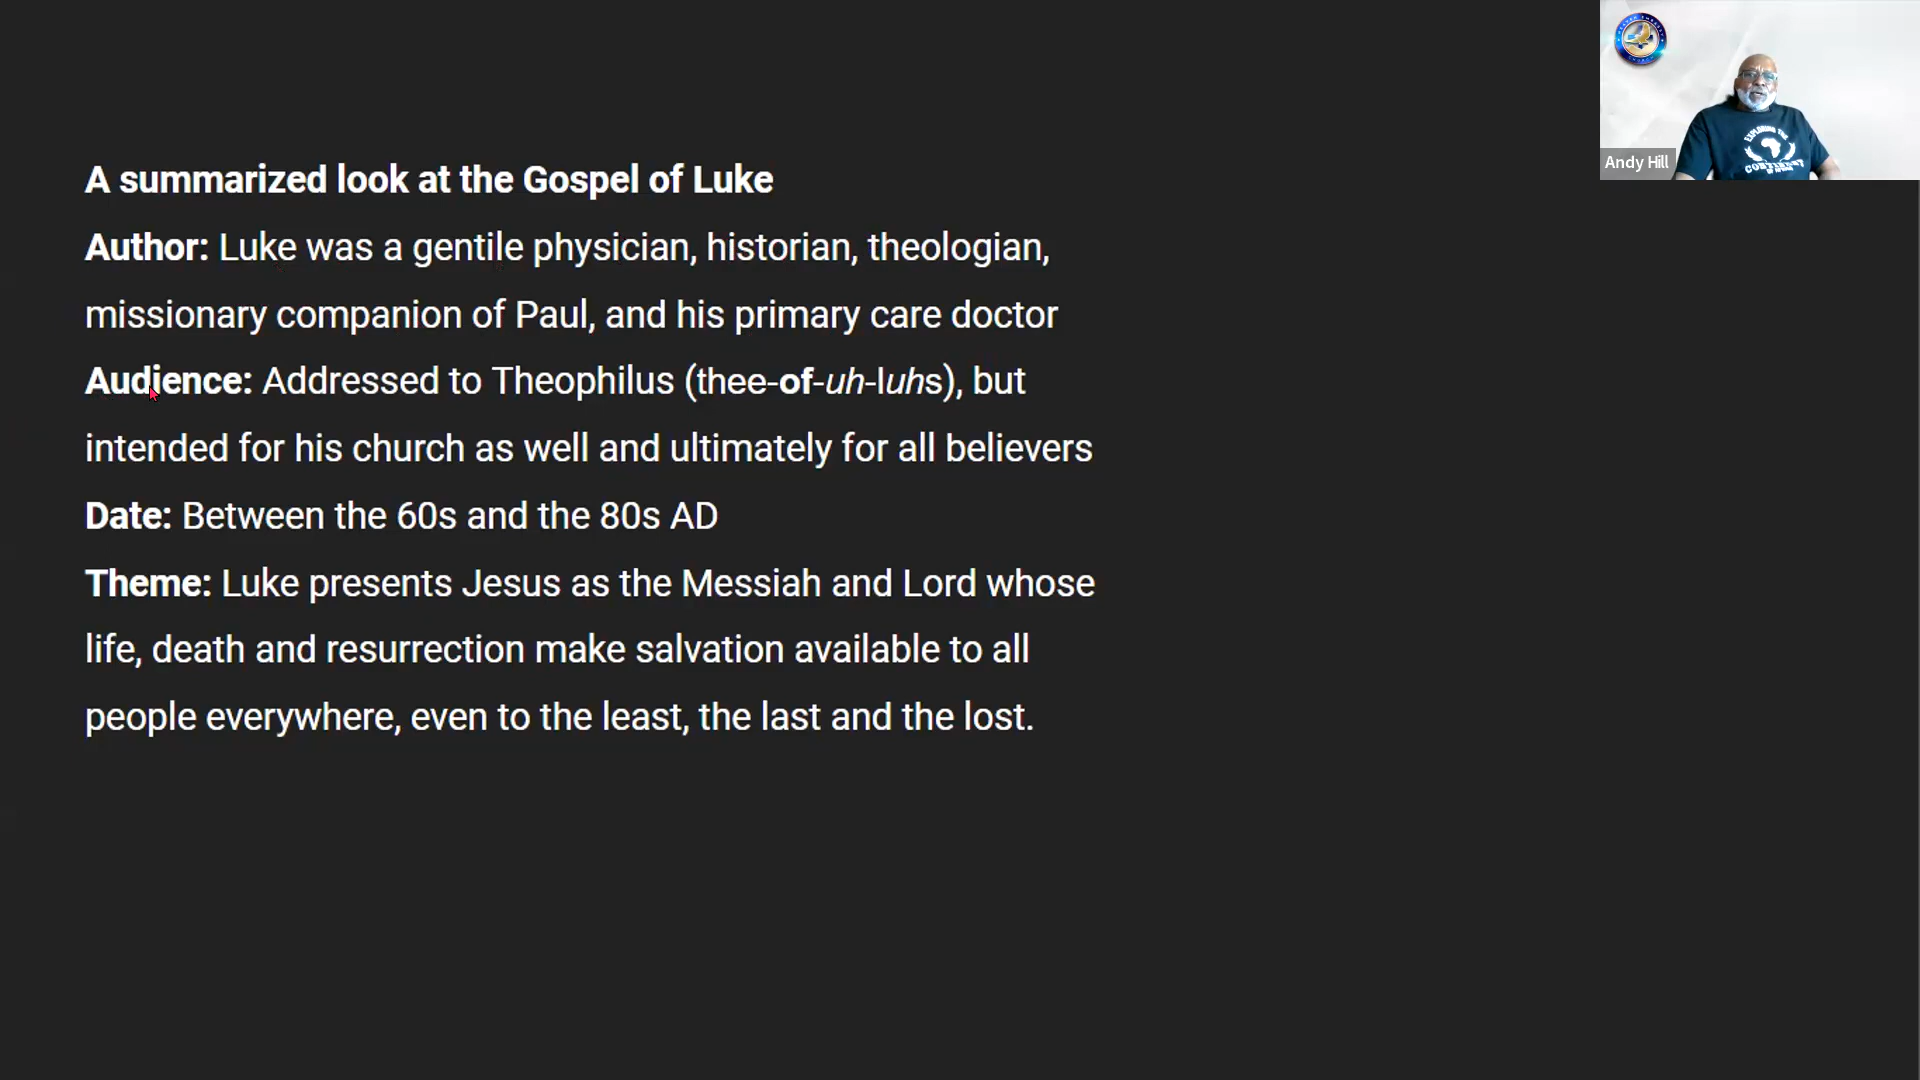 A summarized look at the Gospel of Luke
Author: Luke was a gentile physician, historian, theologian,
missionary companion of Paul, and his primary care doctor
Audience: Addressed to Theophilus (thee-of-uh-luhs), but
intended for his church as well and ultimately for all believers
Date: Between the 60s and the 80s AD
Theme: Luke presents Jesus as the Messiah and Lord whose
life, death and resurrection make salvation available to all
people everywhere, even to the least, the last and the lost.
Andy Hill
EXPLORING THE
CONTINENT